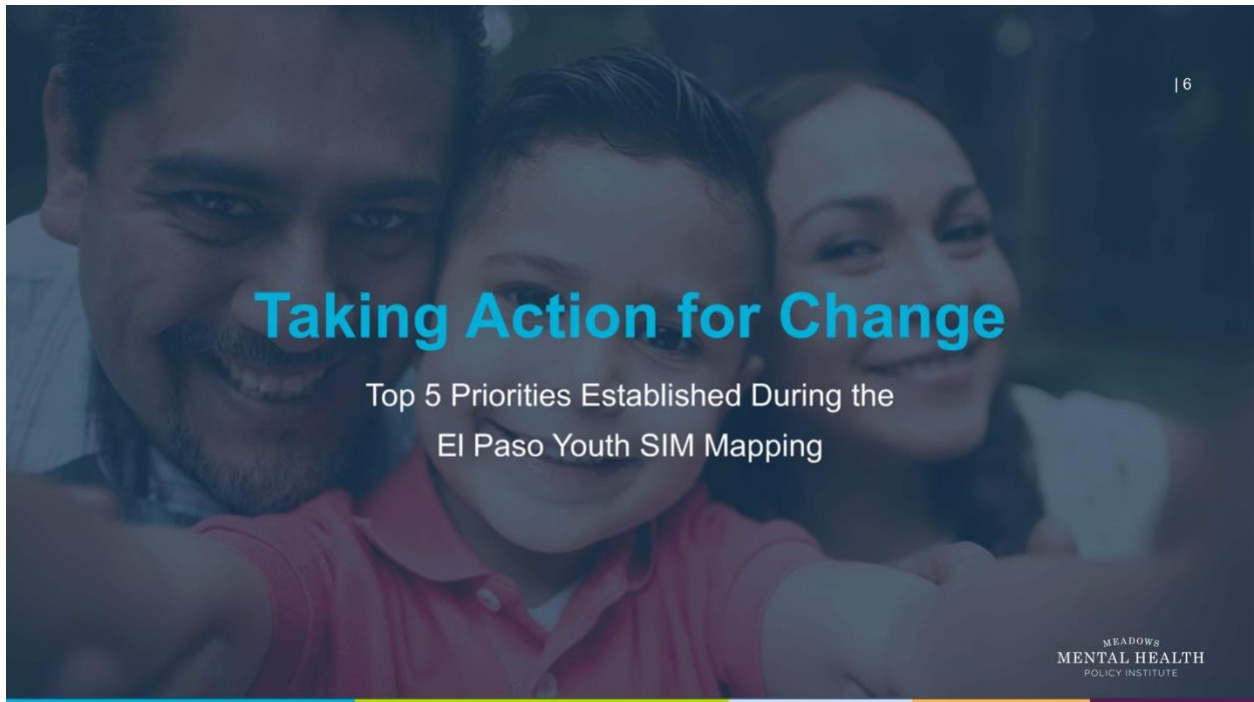 | 6
Taking Action for Change
Top 5 Priorities Established During the
El Paso Youth SIM Mapping
MEADOWS
MENTAL HEALTH
POLICY INSTITUTE